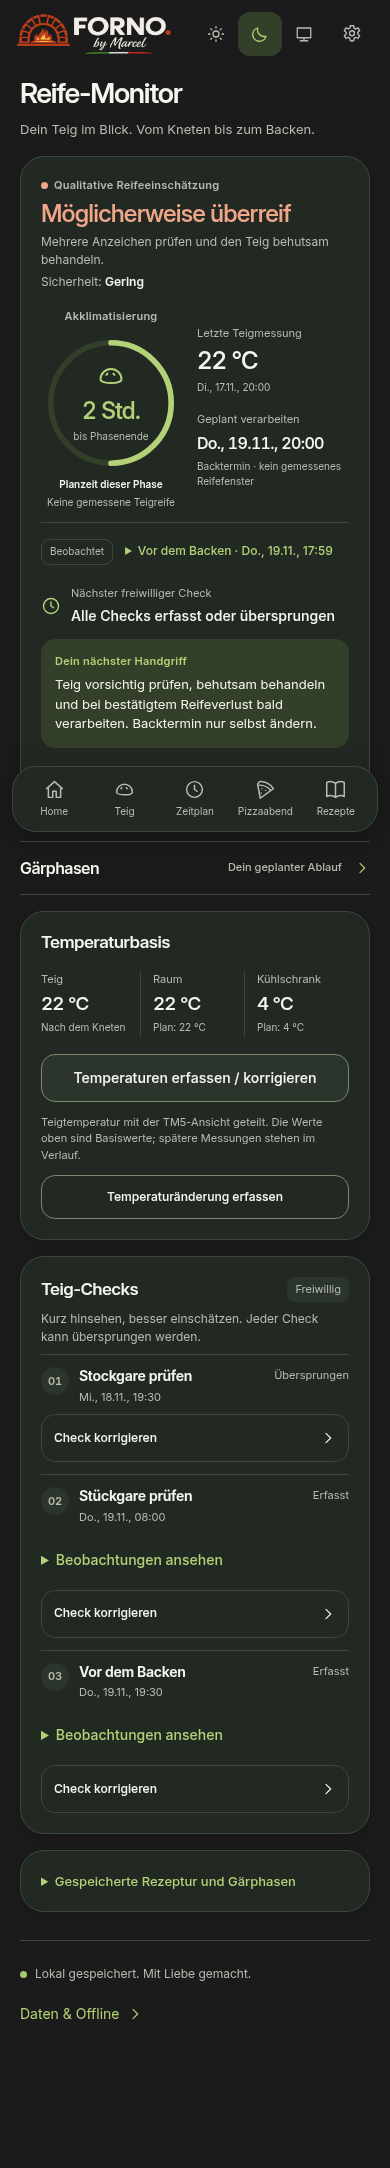 FORNO.
by Marcel
Reife-Monitor
Dein Teig im Blick. Vom Kneten bis zum Backen.
Qualitative Reifeeinschätzung
Möglicherweise überreif
Mehrere Anzeichen prüfen und den Teig behutsam
behandeln.
Sicherheit: Gering
Akklimatisierung
2 Std.
bis Phasenende
Planzeit dieser Phase
Keine gemessene Teigreife
Letzte Teigmessung
22 °C
Di., 17.11., 20:00
Geplant verarbeiten
Do., 19.11., 20:00
Backtermin · kein gemessenes
Reifefenster
Beobachtet
Vor dem Backen · Do., 19.11., 17:59
Nächster freiwilliger Check
Alle Checks erfasst oder übersprungen
Dein nächster Handgriff
Teig vorsichtig prüfen, behutsam behandeln
und bei bestätigtem Reifeverlust bald
verarbeiten. Backtermin nur selbst ändern.
Home
Teig
Zeitplan
Pizzaabend
Rezepte
Gärphasen
Dein geplanter Ablauf
Temperaturbasis
Teig
22 °C
Nach dem Kneten
Raum
22 °C
Plan: 22 °C
Kühlschrank
4 °C
Plan: 4 °C
Temperaturen erfassen / korrigieren
Teigtemperatur mit der TM5-Ansicht geteilt. Die Werte
oben sind Basiswerte; spätere Messungen stehen im
Verlauf.
Temperaturänderung erfassen
Teig-Checks
Freiwillig
Kurz hinsehen, besser einschätzen. Jeder Check
kann übersprungen werden.
01
Stockgare prüfen
Übersprungen
Mi., 18.11., 19:30
Check korrigieren
02
Stückgare prüfen
Erfasst
Do., 19.11., 08:00
Beobachtungen ansehen
Check korrigieren
03
Vor dem Backen
Erfasst
Do., 19.11., 19:30
Beobachtungen ansehen
Check korrigieren
Gespeicherte Rezeptur und Gärphasen
Lokal gespeichert. Mit Liebe gemacht.
Daten & Offline